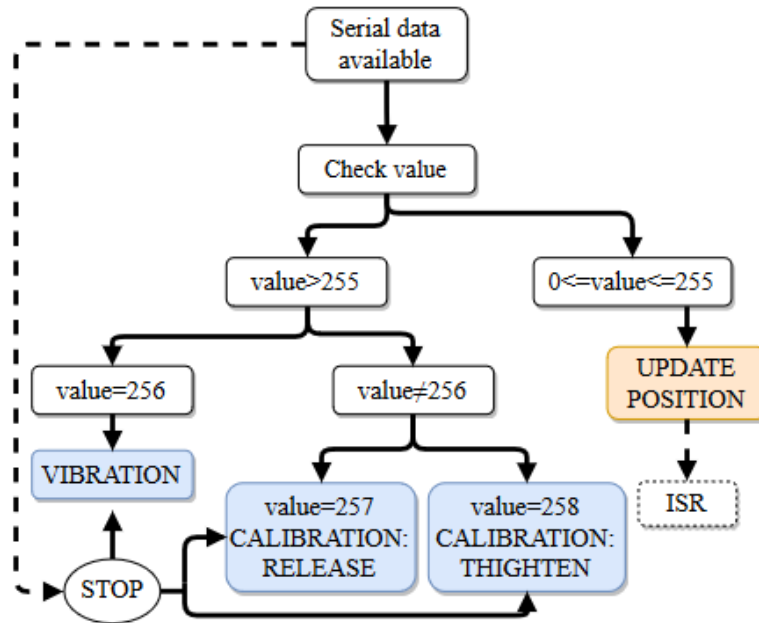 Serial data
available
Check value
value>255
0<=value<=255
value=256
value≠256
UPDATE
POSITION
VIBRATION
value=257
CALIBRATION:
RELEASE
value=258
CALIBRATION:
THIGHTEN
ISR
STOP